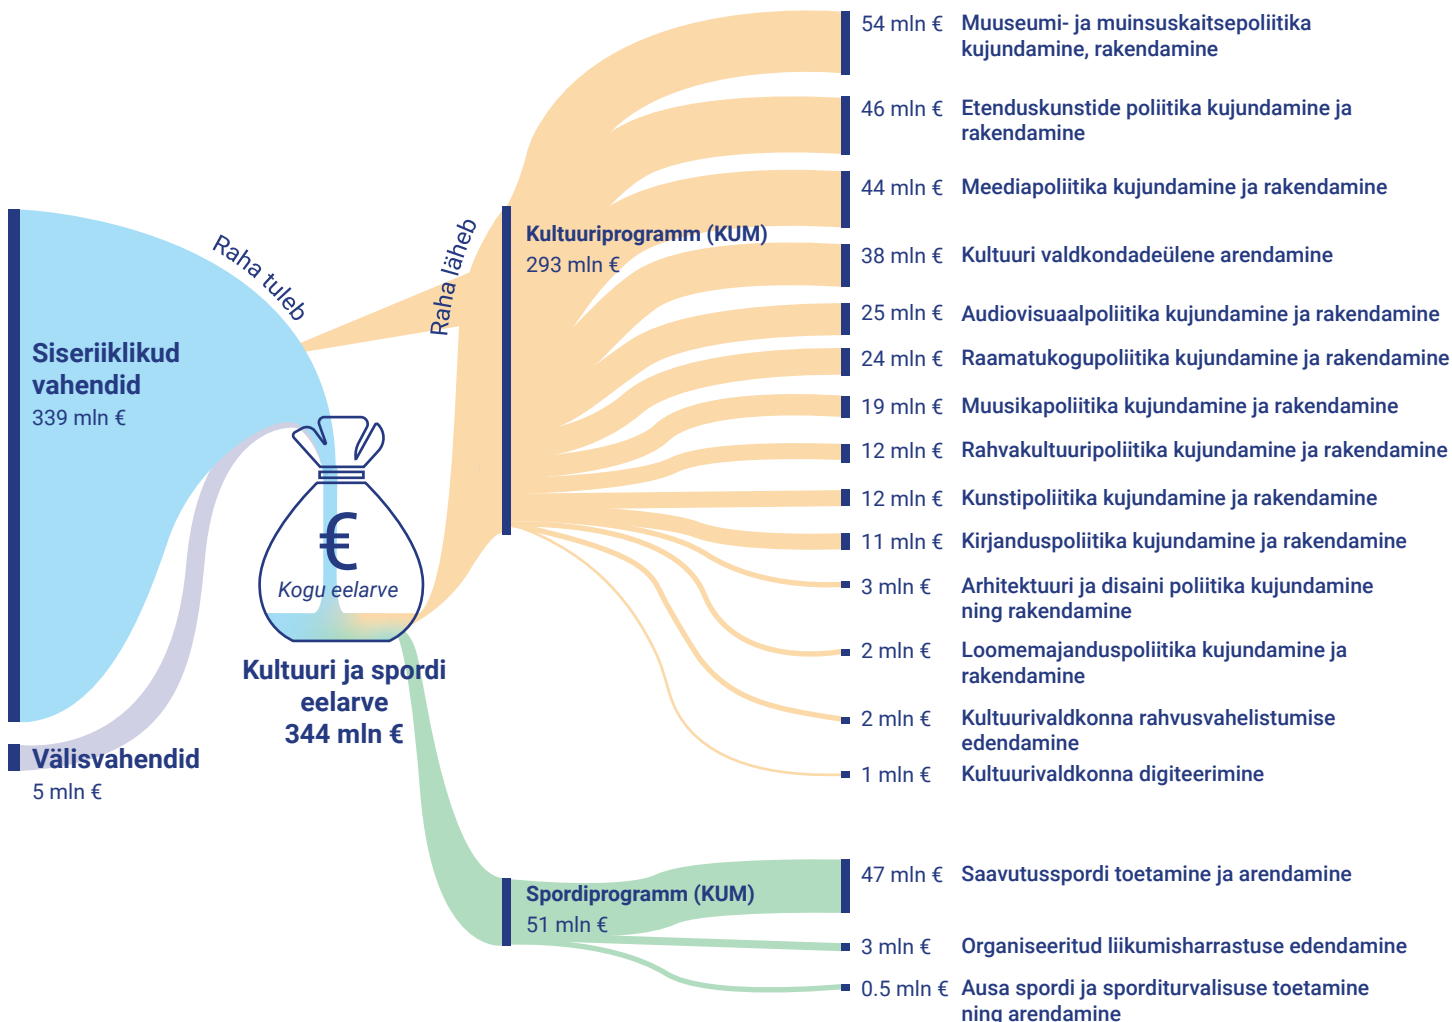 Raha tuleb
Raha läheb
Siseriiklikud
vahendid
339 mln €
Välisvahendid
5 mln €
€
Kogu eelarve
Kultuuri ja spordi
eelarve
344 mln €
Kultuuriprogramm (KUM)
293 mln €
54 mln € Muuseumi- ja muinsuskaitsepoliitika
kujundamine, rakendamine
46 mln € Etenduskunstide poliitika kujundamine ja
rakendamine
44 mln € Meediapoliitika kujundamine ja rakendamine
38 mln € Kultuuri valdkondadeülene arendamine
25 mln € Audiovisuaalpoliitika kujundamine ja rakendamine
24 mln € Raamatukogupoliitika kujundamine ja rakendamine
19 mln € Muusikapoliitika kujundamine ja rakendamine
12 mln € Rahvakultuuripoliitika kujundamine ja rakendamine
12 mln € Kunstipoliitika kujundamine ja rakendamine
11 mln € Kirjanduspoliitika kujundamine ja rakendamine
3 mln € Arhitektuuri ja disaini poliitika kujundamine
ning rakendamine
2 mln € Loomemajanduspoliitika kujundamine ja
rakendamine
2 mln € Kultuurivaldkonna rahvusvahelistumise
edendamine
1 mln € Kultuurivaldkonna digiteerimine
Spordiprogramm (KUM)
51 mln €
47 mln € Saavutusspordi toetamine ja arendamine
3 mln € Organiseeritud liikumisharrastuse edendamine
0.5 mln € Ausa spordi ja sporditurvalisuse toetamine
ning arendamine